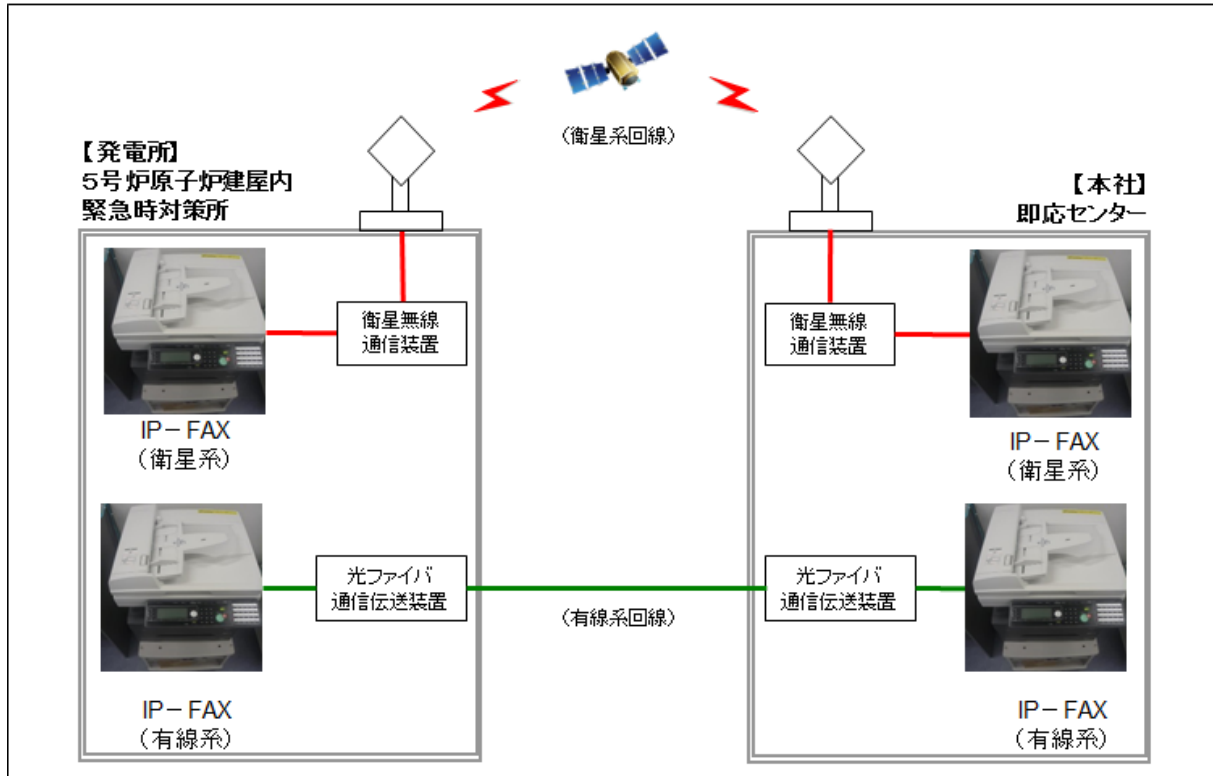 （衛星系回線）
【発電所】
５号炉原子炉建屋内
緊急時対策所
【本社】
即応センター
衛星無線
通信装置
衛星無線
通信装置
IP－FAX
（衛星系）
IP－FAX
（衛星系）
光ファイバ
通信伝送装置
（有線系回線）
光ファイバ
通信伝送装置
IP－FAX
（有線系）
IP－FAX
（有線系）